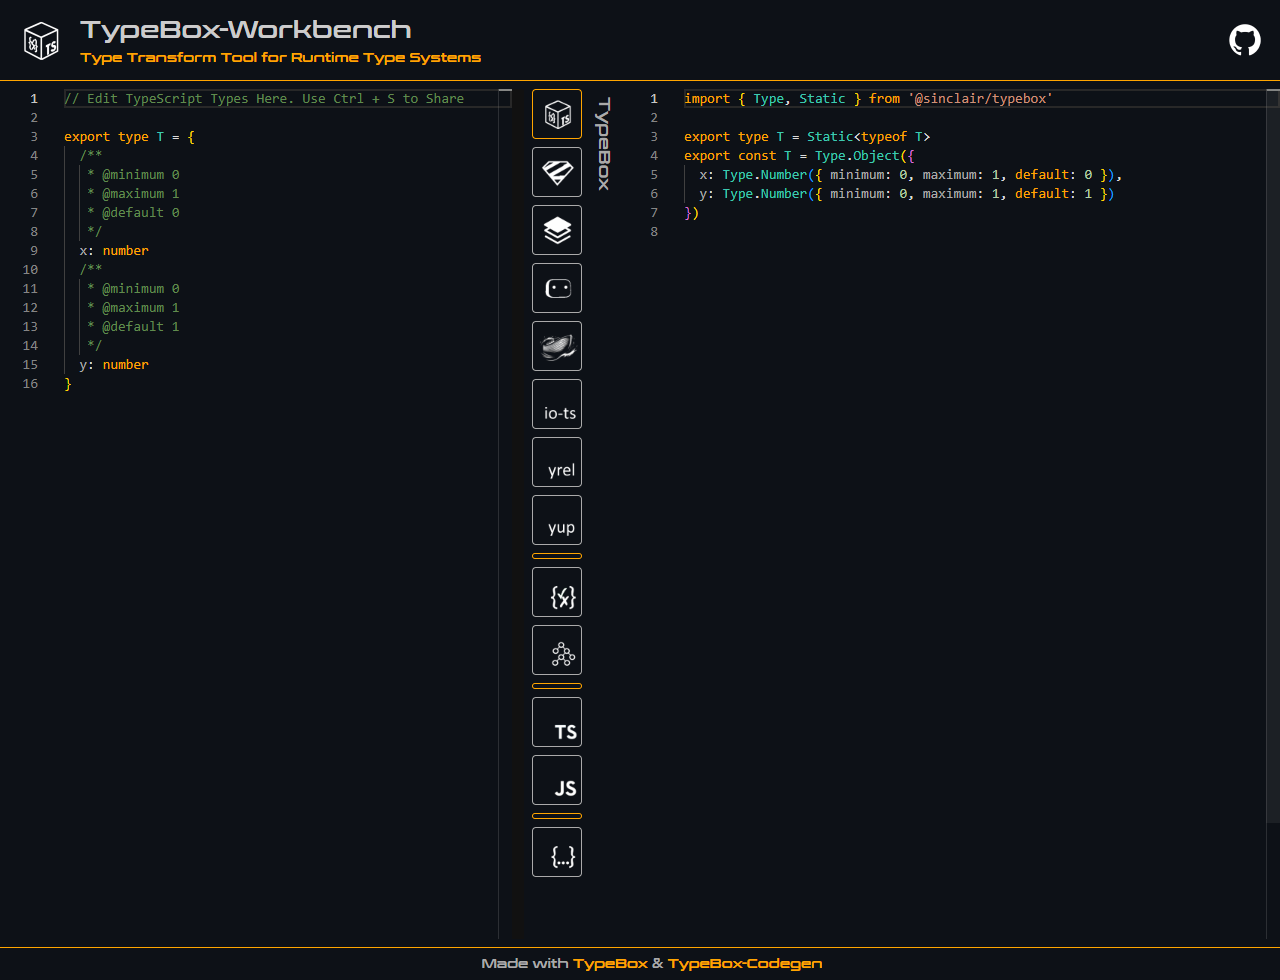 TypeBox-Workbench
Type Transform Tool for Runtime Type Systems
1 // Edit TypeScript Types Here. Use Ctrl + S to Share
2
3 export type T = {
4   /**
5    * @minimum 0
6    * @maximum 1
7    * @default 0
8    */
9   x: number
10   /**
11    * @minimum 0
12    * @maximum 1
13    * @default 1
14    */
15   y: number
16 }
TS
io-ts
yrel
yup
TS
JS
{...}
TypeBox
1 import { Type, Static } from '@sinclair/typebox'
2
3 export type T = Static<typeof T>
4 export const T = Type.Object({
5   x: Type.Number({ minimum: 0, maximum: 1, default: 0 }),
6   y: Type.Number({ minimum: 0, maximum: 1, default: 1 })
7 })
8
Made with TypeBox & TypeBox-Codegen